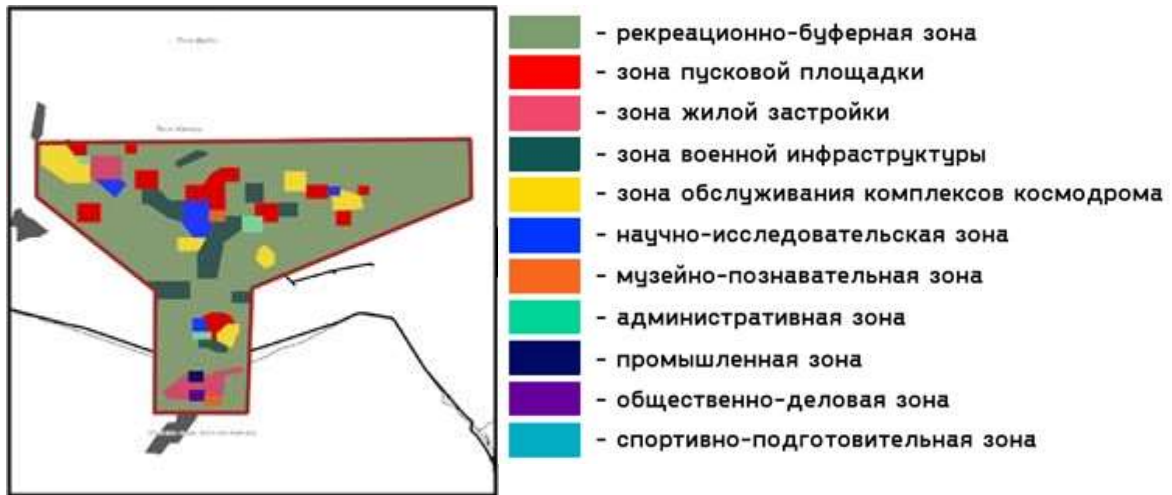 - рекреационно-буферная зона
- зона пусковой площадки
- зона жилой застройки
- зона военной инфраструктуры
- зона обслуживания комплексов космодрома
- научно-исследовательская зона
- музейно-познавательная зона
- административная зона
- промышленная зона
- общественно-деловая зона
- спортивно-подготовительная зона